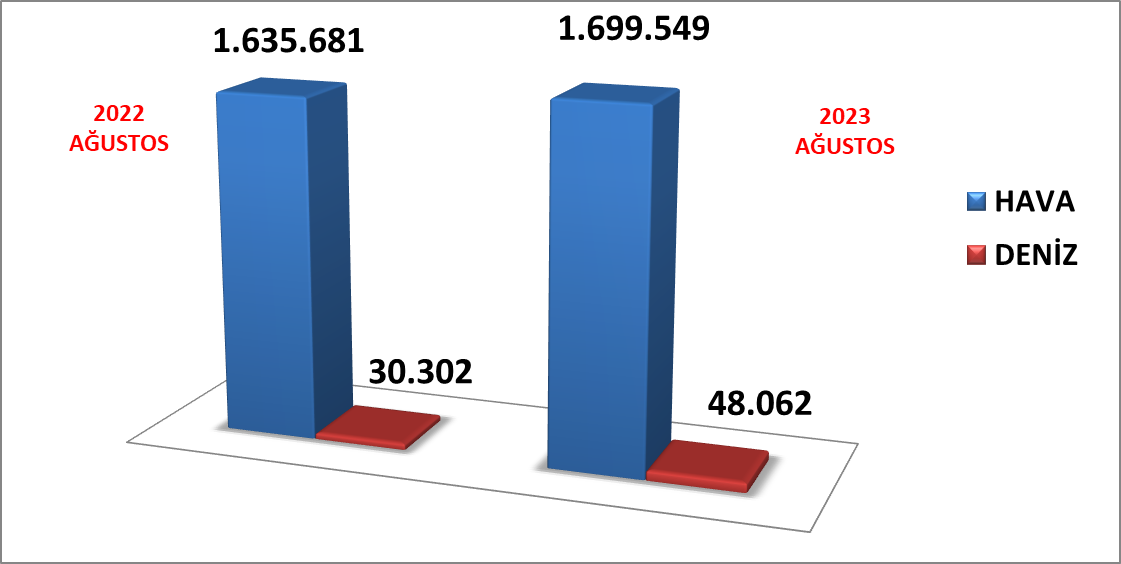 1.635.681
1.699.549
2022
AĞUSTOS
2023
AĞUSTOS
HAVA
DENİZ
30.302
48.062